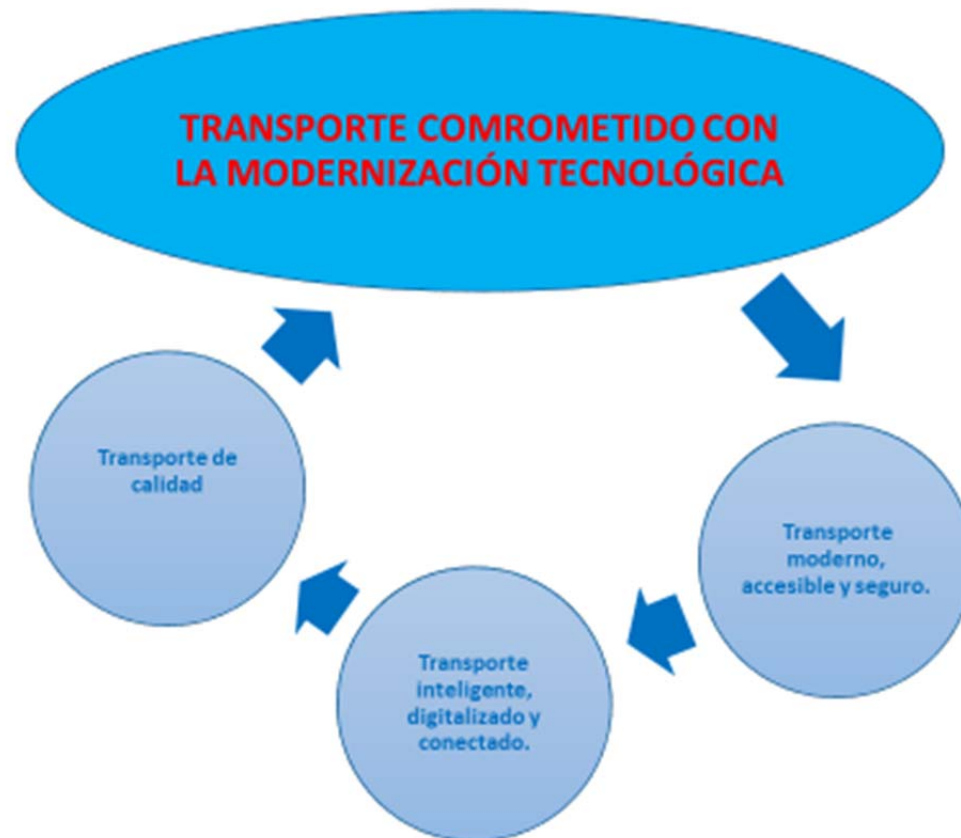 TRANSPORTE COMROMETIDO CON
LA MODERNIZACIÓN TECNOLÓGICA
Transporte de
calidad
Transporte
moderno,
accesible y seguro.
Transporte
inteligente,
digitalizado y
conectado.